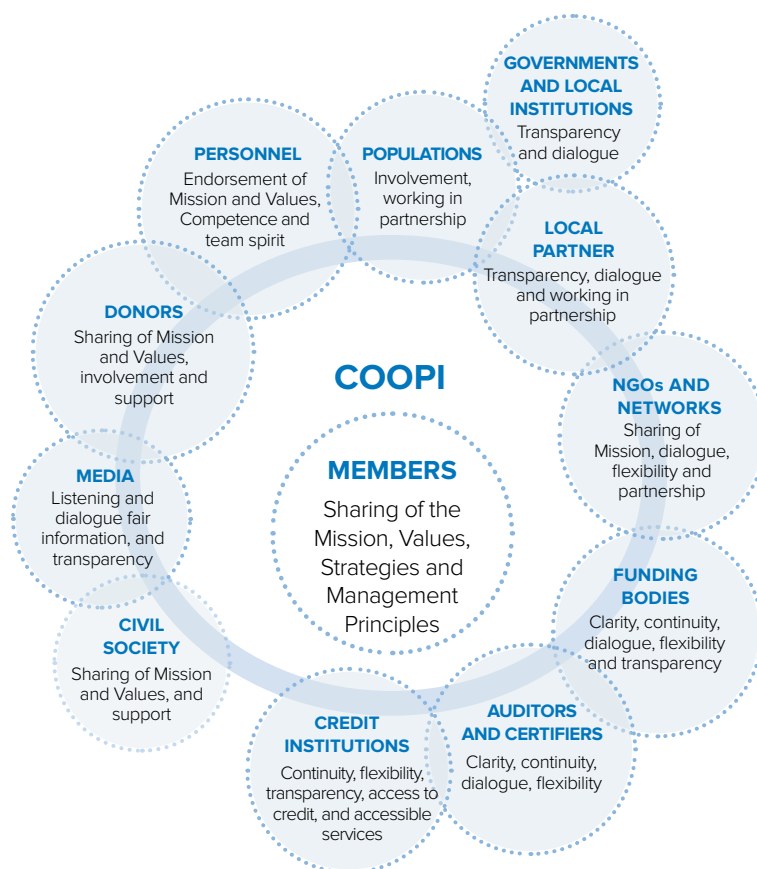 GOVERNMENTS
AND LOCAL
INSTITUTIONS
Transparency
and dialogue
PERSONNEL
Endorsement of
Mission and Values,
Competence and
team spirit
POPULATIONS
Involvement,
working in
partnership
LOCAL
PARTNER
Transparency, dialogue
and working in
partnership
DONORS
Sharing of Mission
and Values,
involvement and
support
COOPI
MEMBERS
Sharing of the
Mission, Values,
Strategies and
Management
Principles
NGOs AND
NETWORKS
Sharing of
Mission, dialogue,
flexibility and
partnership
MEDIA
Listening and
dialogue fair
information, and
transparency
FUNDING
BODIES
Clarity, continuity,
dialogue, flexibility
and transparency
CIVIL
SOCIETY
Sharing of Mission
and Values, and
support
CREDIT
INSTITUTIONS
Continuity, flexibility,
transparency, access to
credit, and accessible
services
AUDITORS
AND CERTIFIERS
Clarity, continuity,
dialogue, flexibility